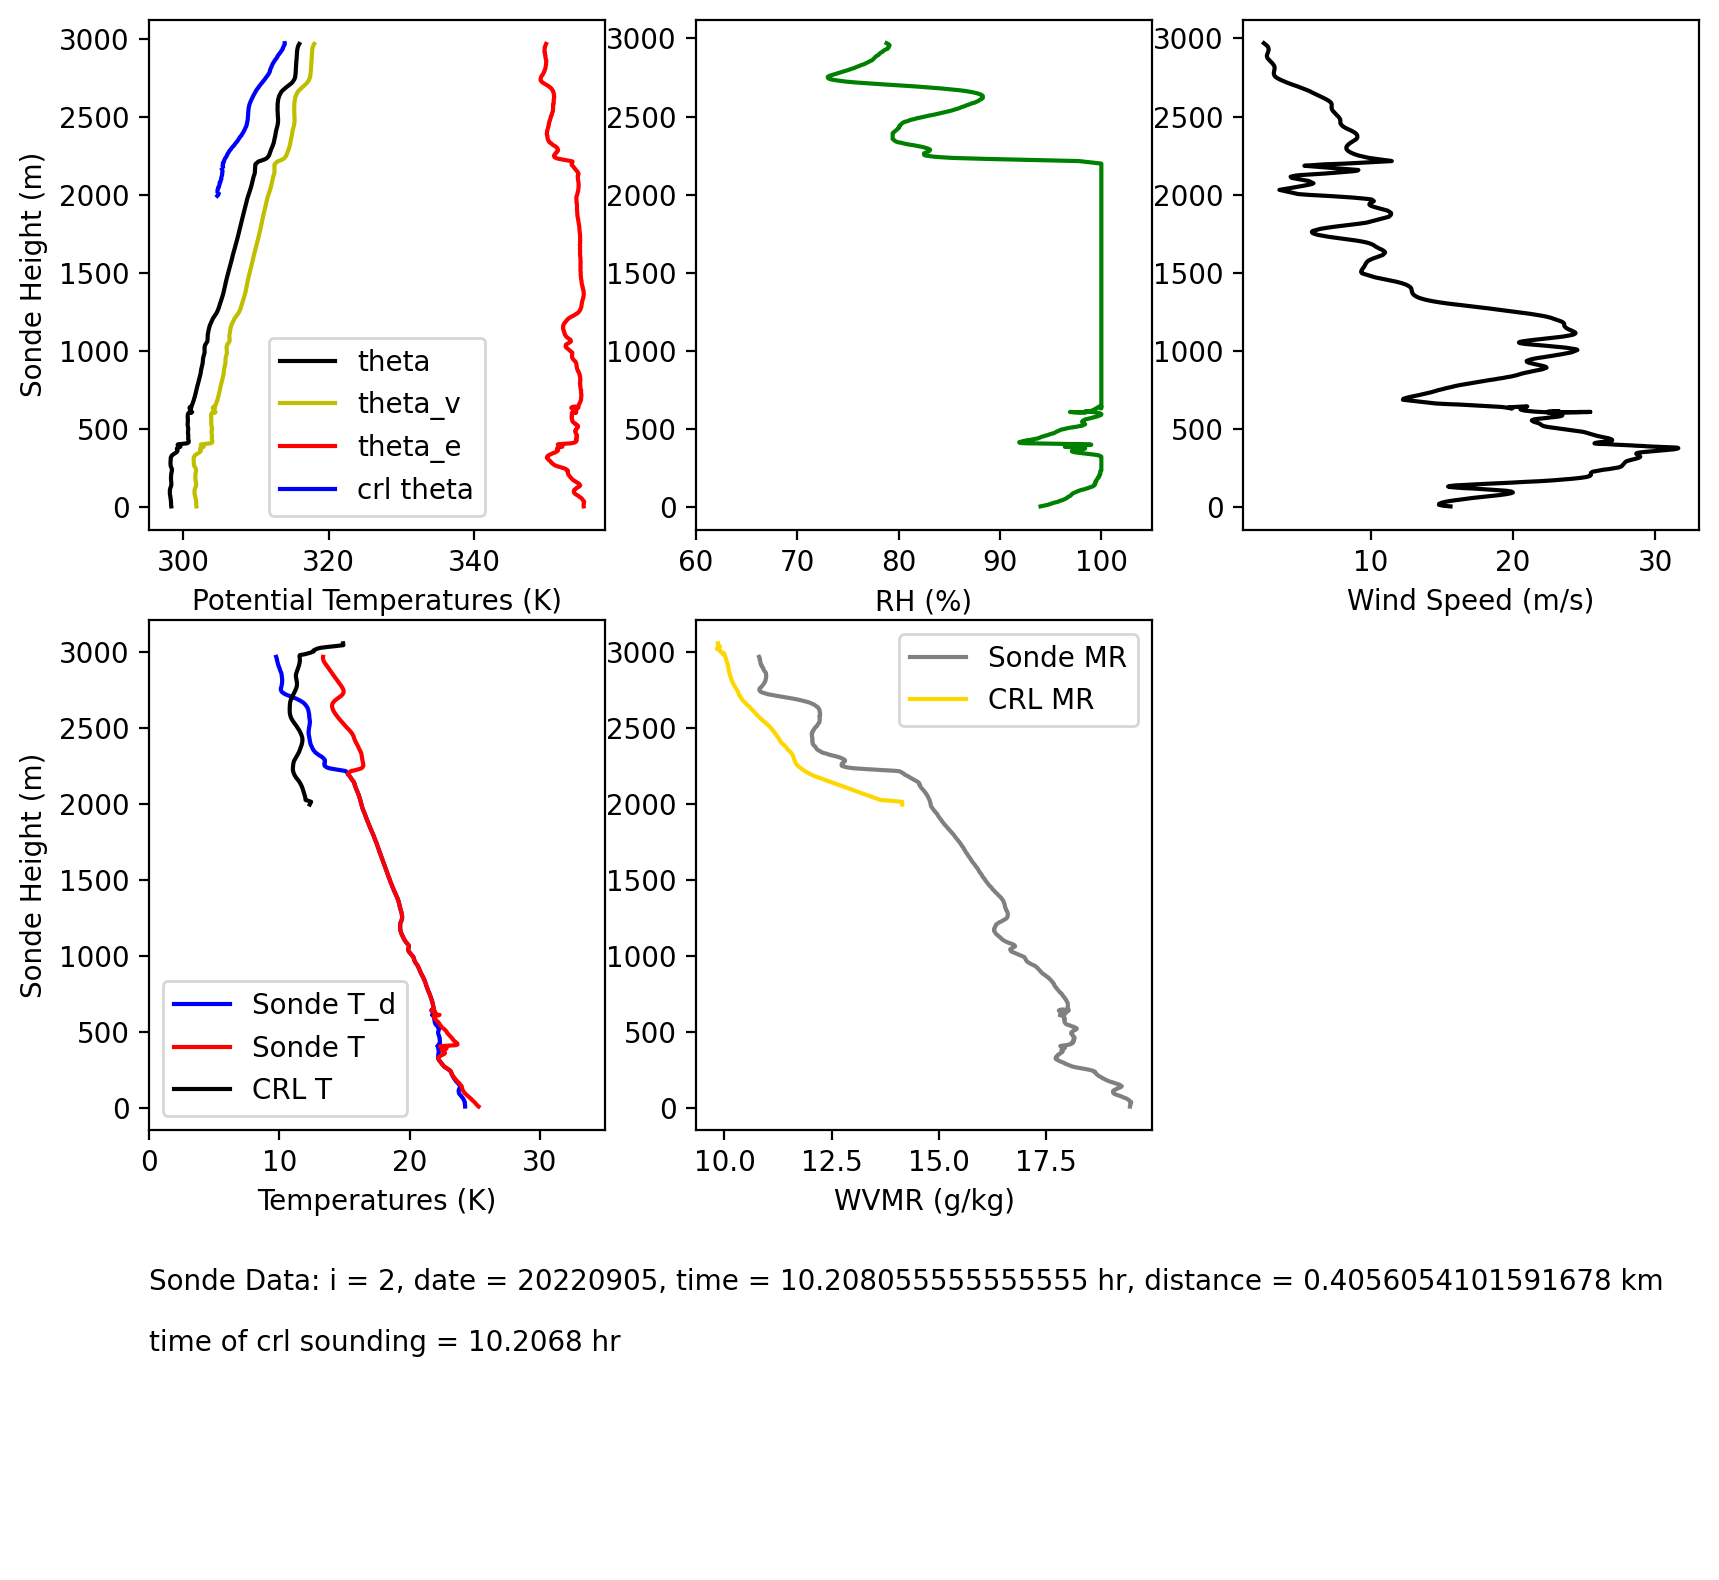 3000
2500
2000
1500
1000
500
0
Sonde Height (m)
theta
theta_v
theta_e
crl theta
300 320 340
Potential Temperatures (K)
3000
2500
2000
1500
1000
500
0
60 70 80 90 100
RH (%)
3000
2500
2000
1500
1000
500
0
10 20 30
Wind Speed (m/s)
3000
2500
2000
1500
1000
500
0
Sonde Height (m)
Sonde T_d
Sonde T
CRL T
0 10 20 30
Temperatures (K)
3000
2500
2000
1500
1000
500
0
Sonde MR
CRL MR
10.0 12.5 15.0 17.5
WVMR (g/kg)
Sonde Data: i = 2, date = 20220905, time = 10.208055555555555 hr, distance = 0.4056054101591678 km
time of crl sounding = 10.2068 hr